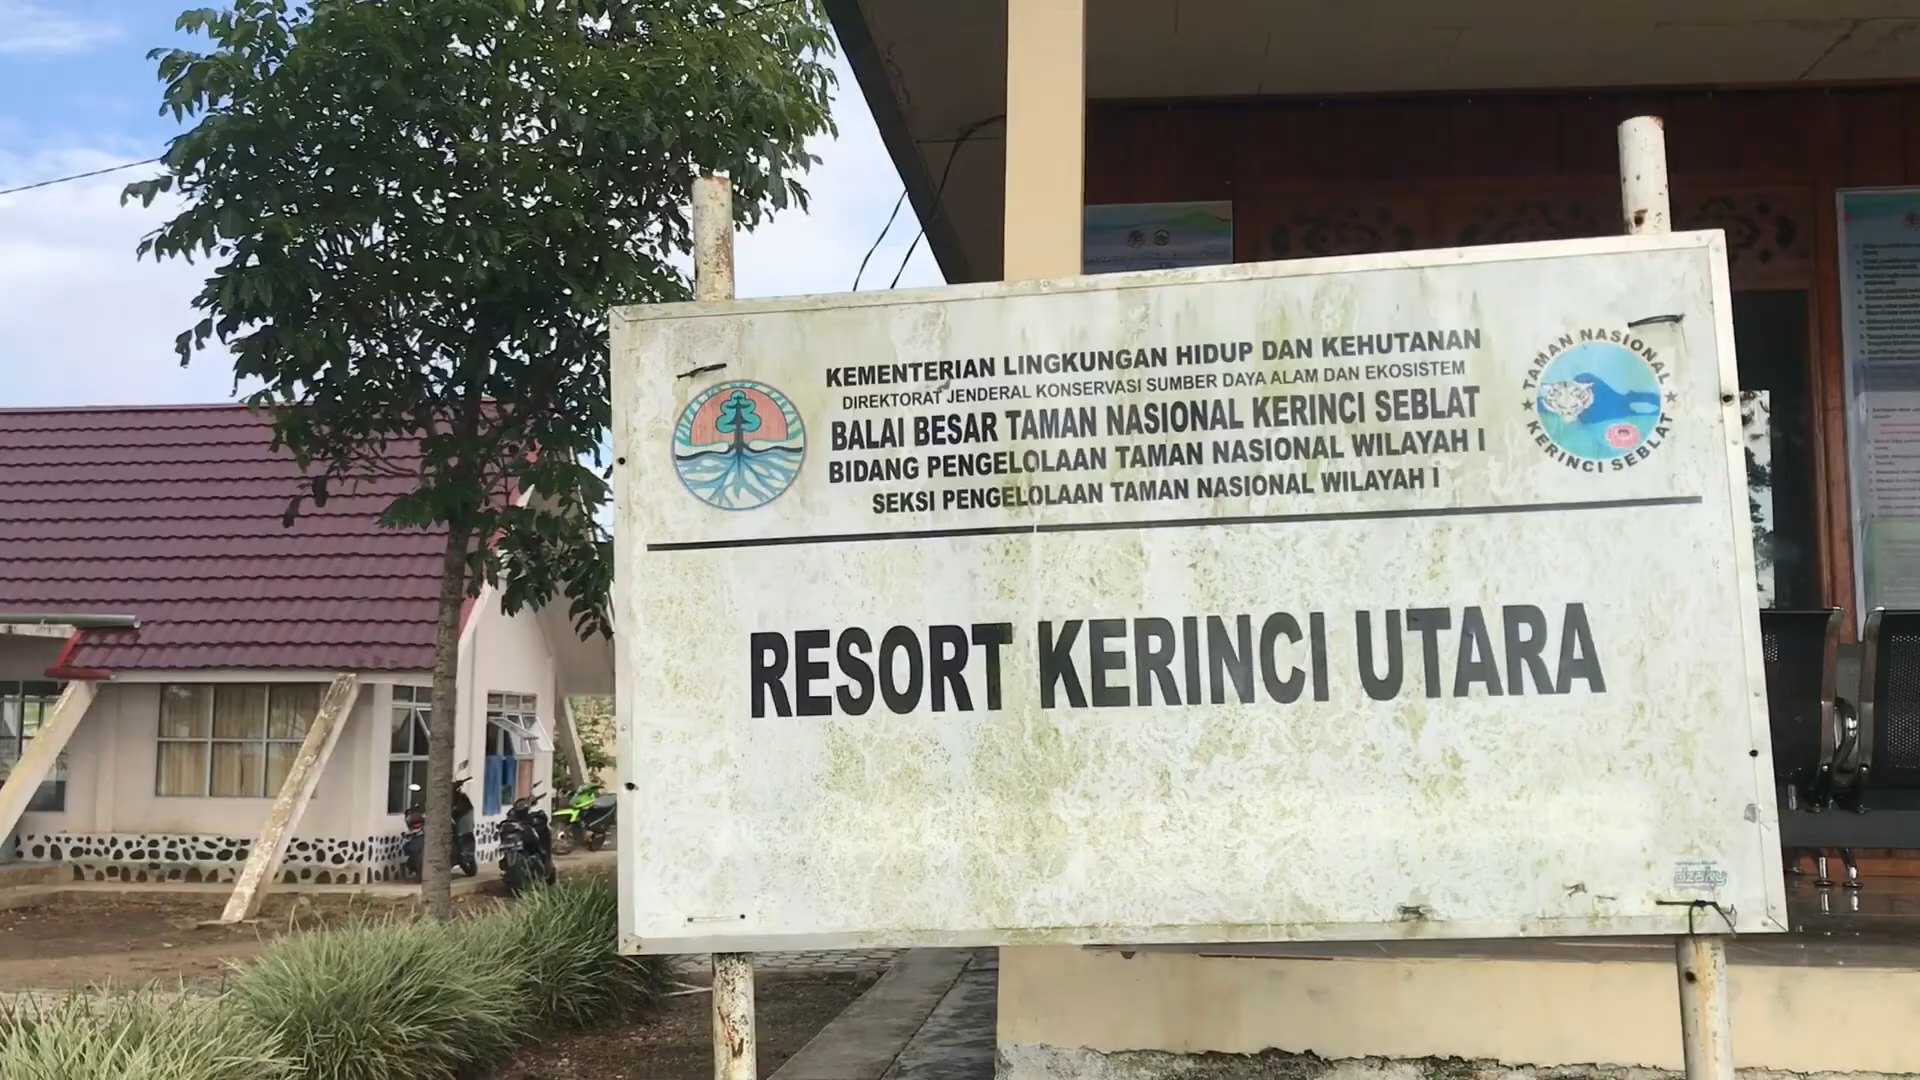 KEMENTERIAN LINGKUNGAN HIDUP DAN KEHUTANAN
DIREKTORAT JENDERAL KONSERVASI SUMBER DAYA ALAM DAN EKOSISTEM
BALAI BESAR TAMAN NASIONAL KERINCI SEBLAT
BIDANG PENGELOLAAN TAMAN NASIONAL WILAYAH I
SEKSI PENGELOLAAN TAMAN NASIONAL WILAYAH I
TAMAN NASIONAL
KERINCI SEBLAT
RESORT KERINCI UTARA
dzaky